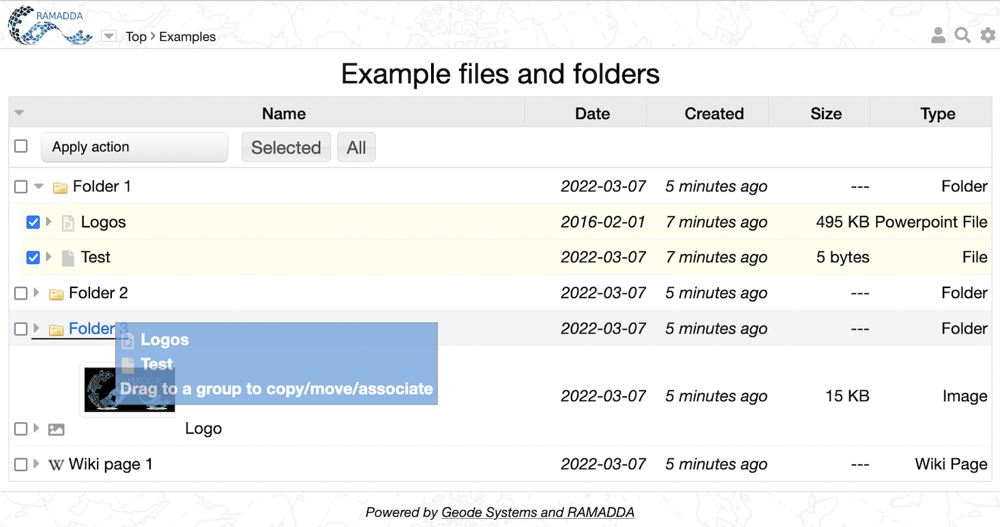 RAMADDA
Top Examples
Example files and folders
Name Date Created Size Type
Apply action Selected All
Folder 1 2022-03-07 5 minutes ago --- Folder
Logos 2016-02-01 7 minutes ago 495 KB Powerpoint File
Test 2022-03-07 7 minutes ago 5 bytes File
Folder 2 2022-03-07 5 minutes ago --- Folder
Folder 3 2022-03-07 5 minutes ago --- Folder
Logos
Test
RAMADDA
Drag to a group to copy/move/associate
2022-03-07 5 minutes ago 15 KB Image
Logo
W Wiki page 1 2022-03-07 5 minutes ago --- Wiki Page
Powered by Geode Systems and RAMADDA